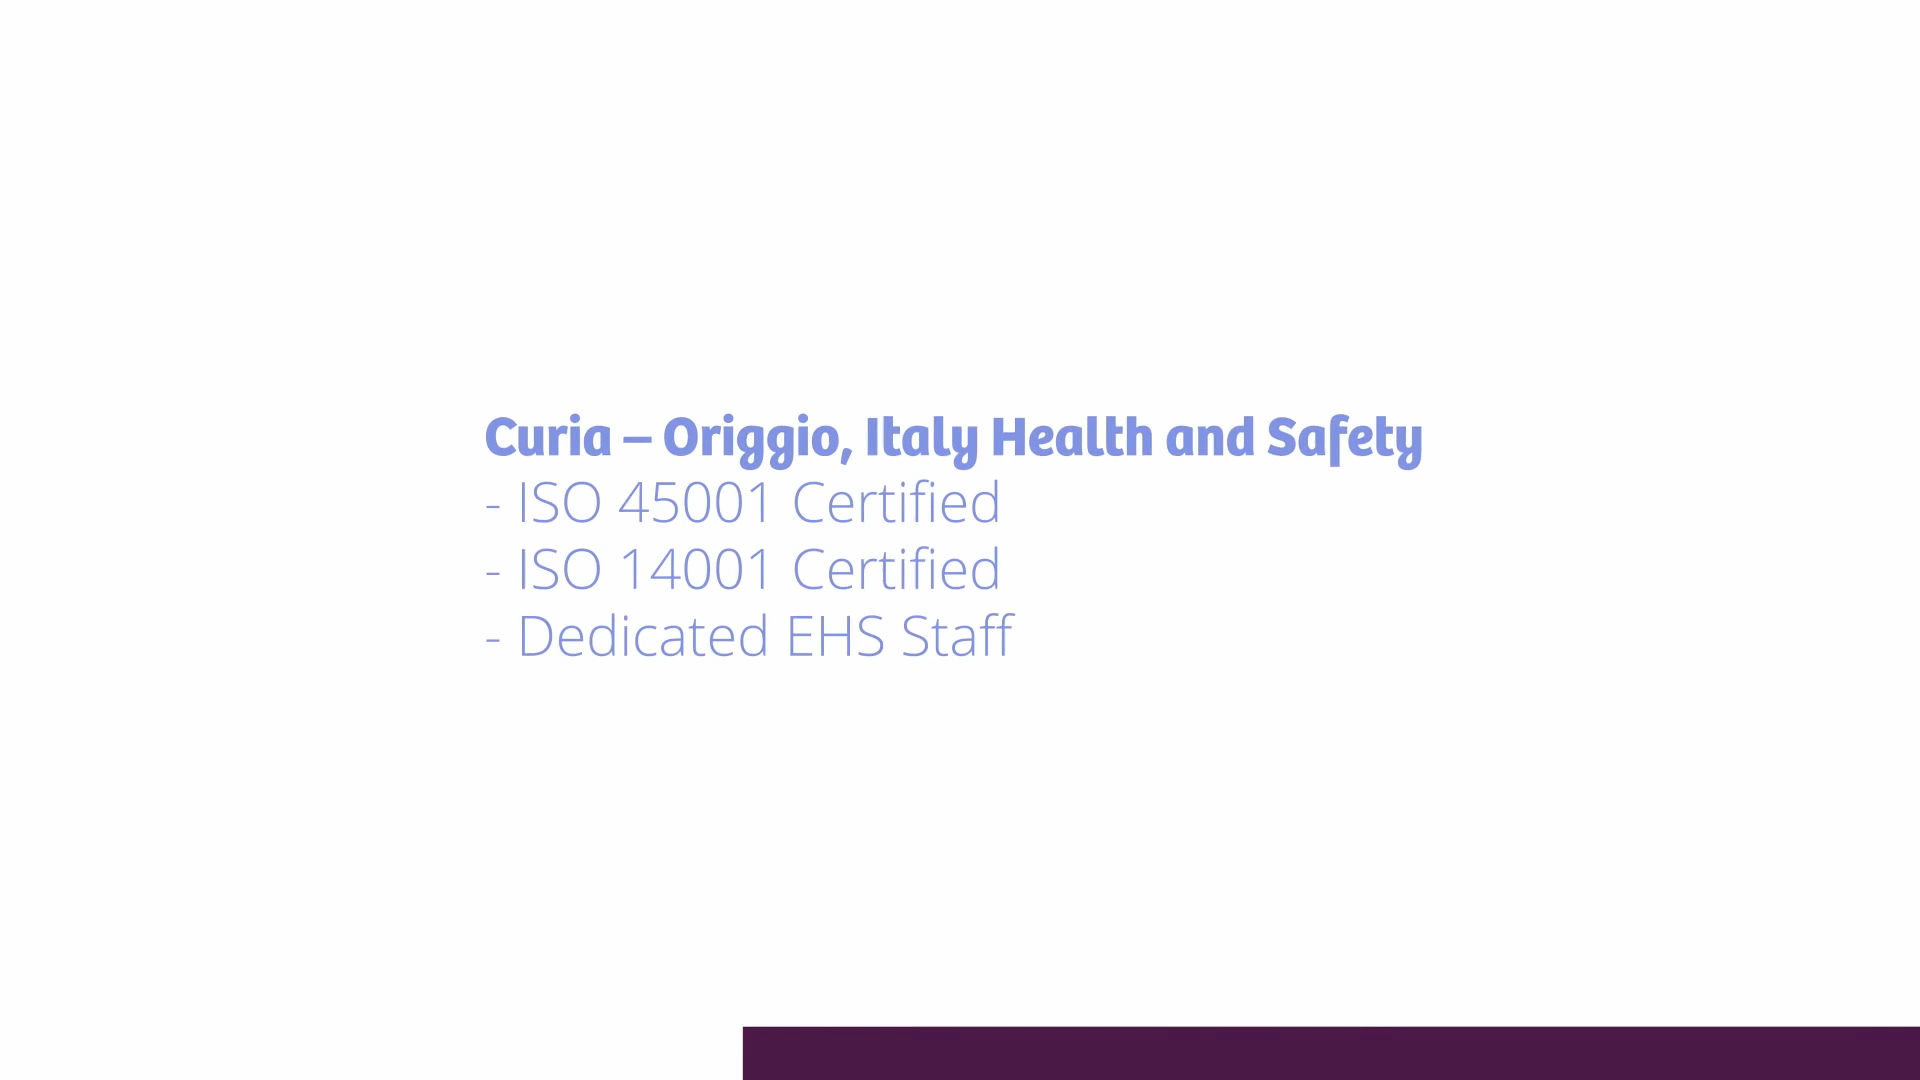 Curia – Origgio, Italy Health and Safety
- ISO 45001 Certified
- ISO 14001 Certified
- Dedicated EHS Staff